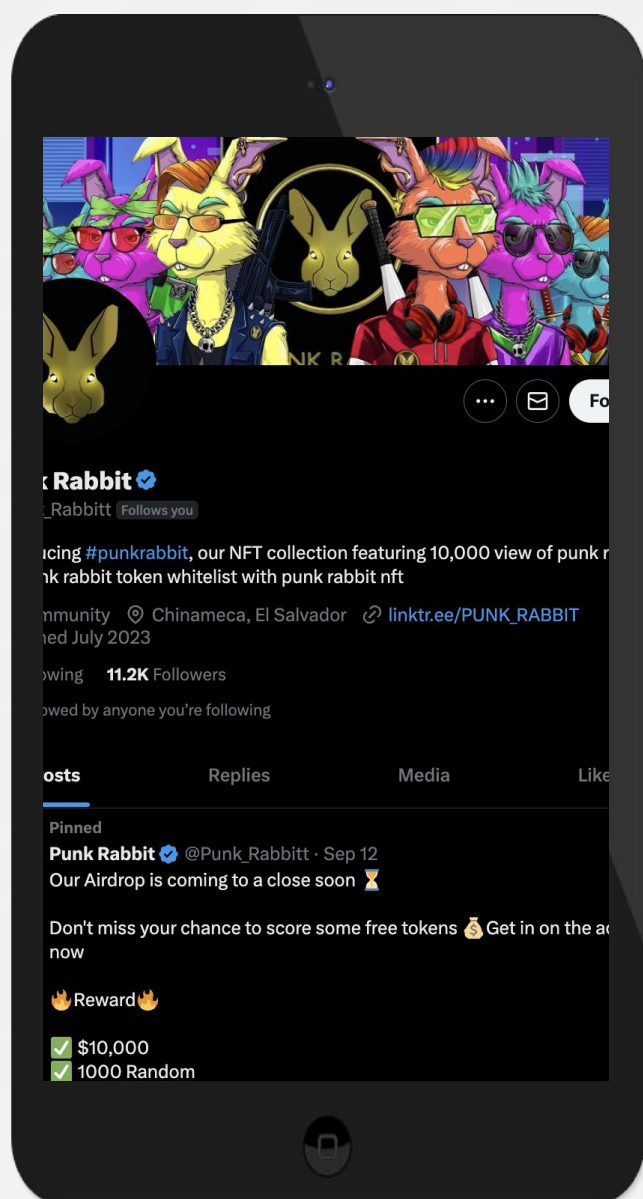 NK R
Fo
k Rabbit
_Rabbitt Follows you
ucing #punkrabbit, our NFT collection featuring 10,000 view of punk r
nk rabbit token whitelist with punk rabbit nft
mmunity Chinameca, El Salvador linktr.ee/PUNK_RABBIT
ned July 2023
owing 11.2K Followers
owed by anyone you’re following
osts Replies Media Like
Pinned
Punk Rabbit @Punk_Rabbitt · Sep 12
Our Airdrop is coming to a close soon ⏳
Don't miss your chance to score some free tokens 💰Get in on the ac
now
🔥Reward🔥
✅ $10,000
✅ 1000 Random